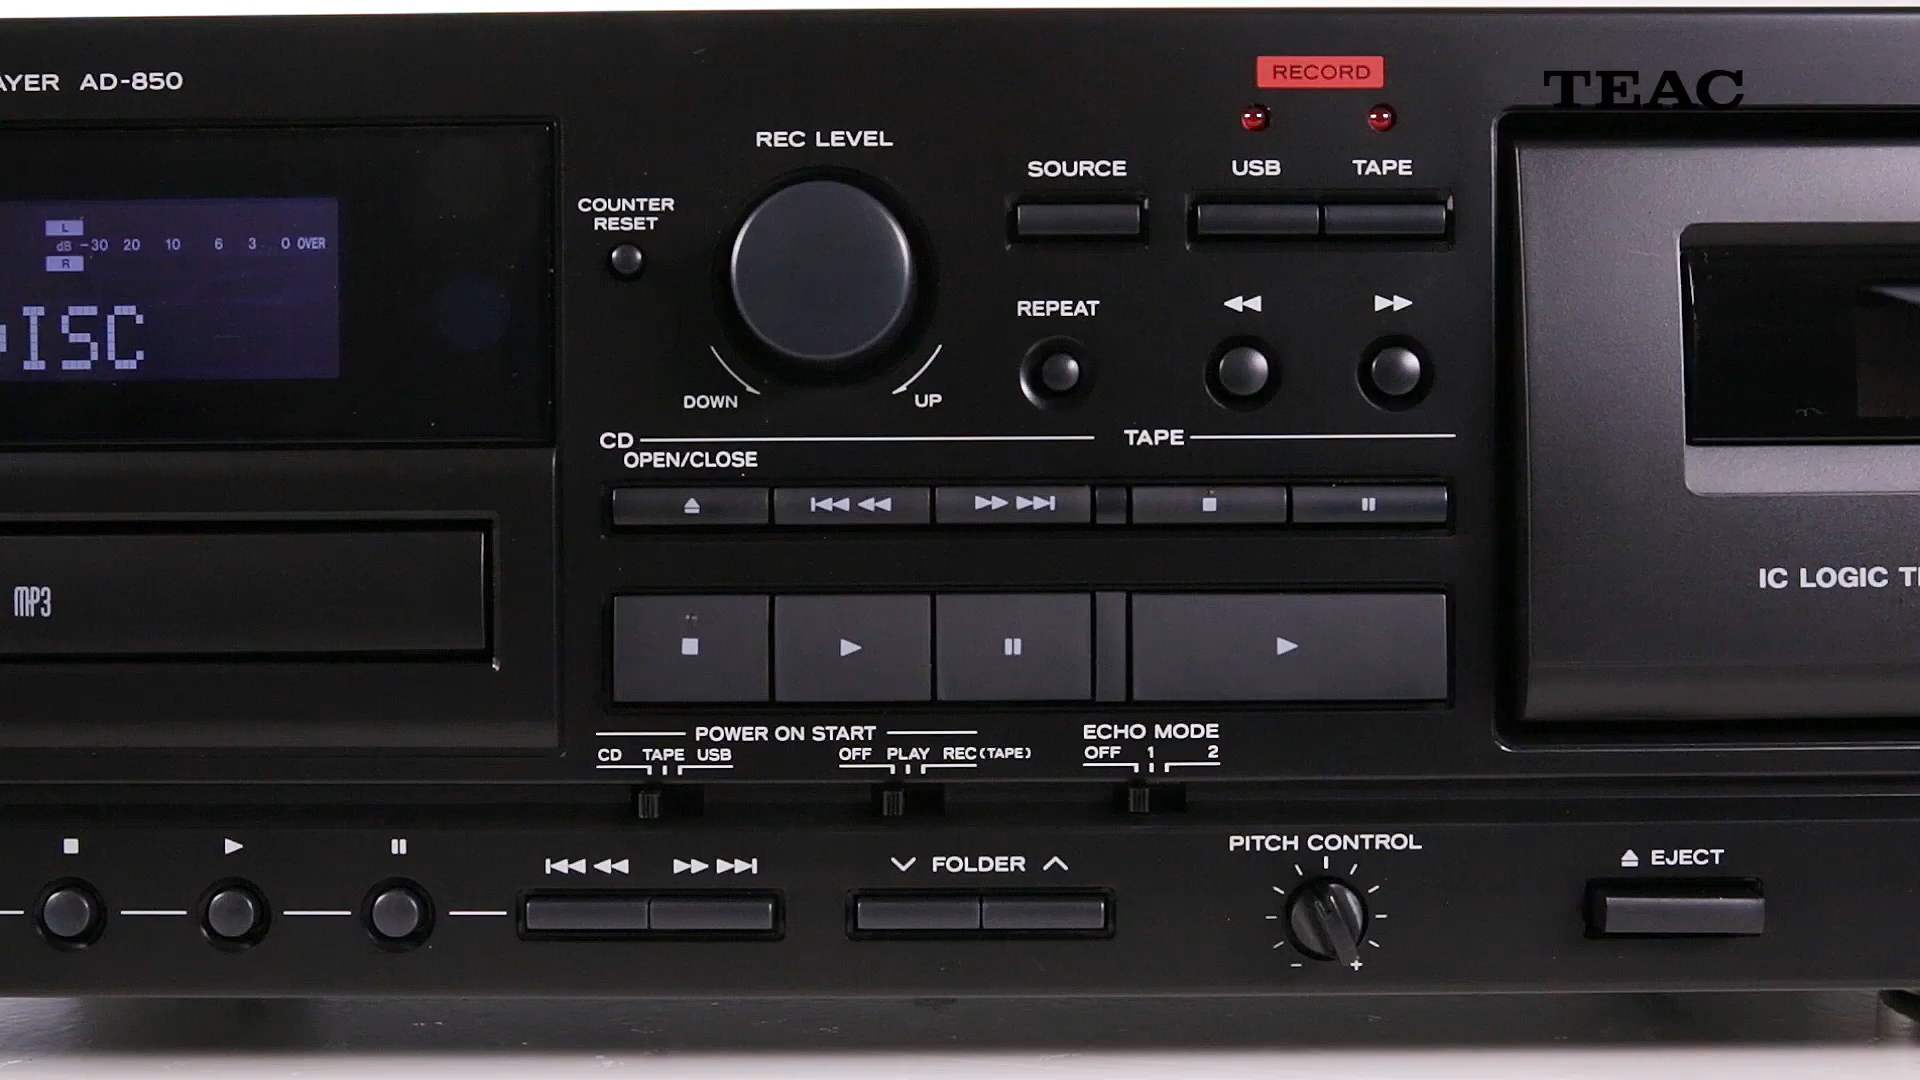 AYER AD-850
RECORD
TEAC
REC LEVEL
SOURCE
USB
TAPE
COUNTER
RESET
L
dB -30 20 10 6 3 0 OVER
R
ISC
REPEAT
DOWN
UP
CD
TAPE
OPEN/CLOSE
IC LOGIC T
MP3
POWER ON START
CD TAPE USB
OFF PLAY REC(TAPE)
ECHO MODE
OFF 1 2
FOLDER
PITCH CONTROL
- +
EJECT